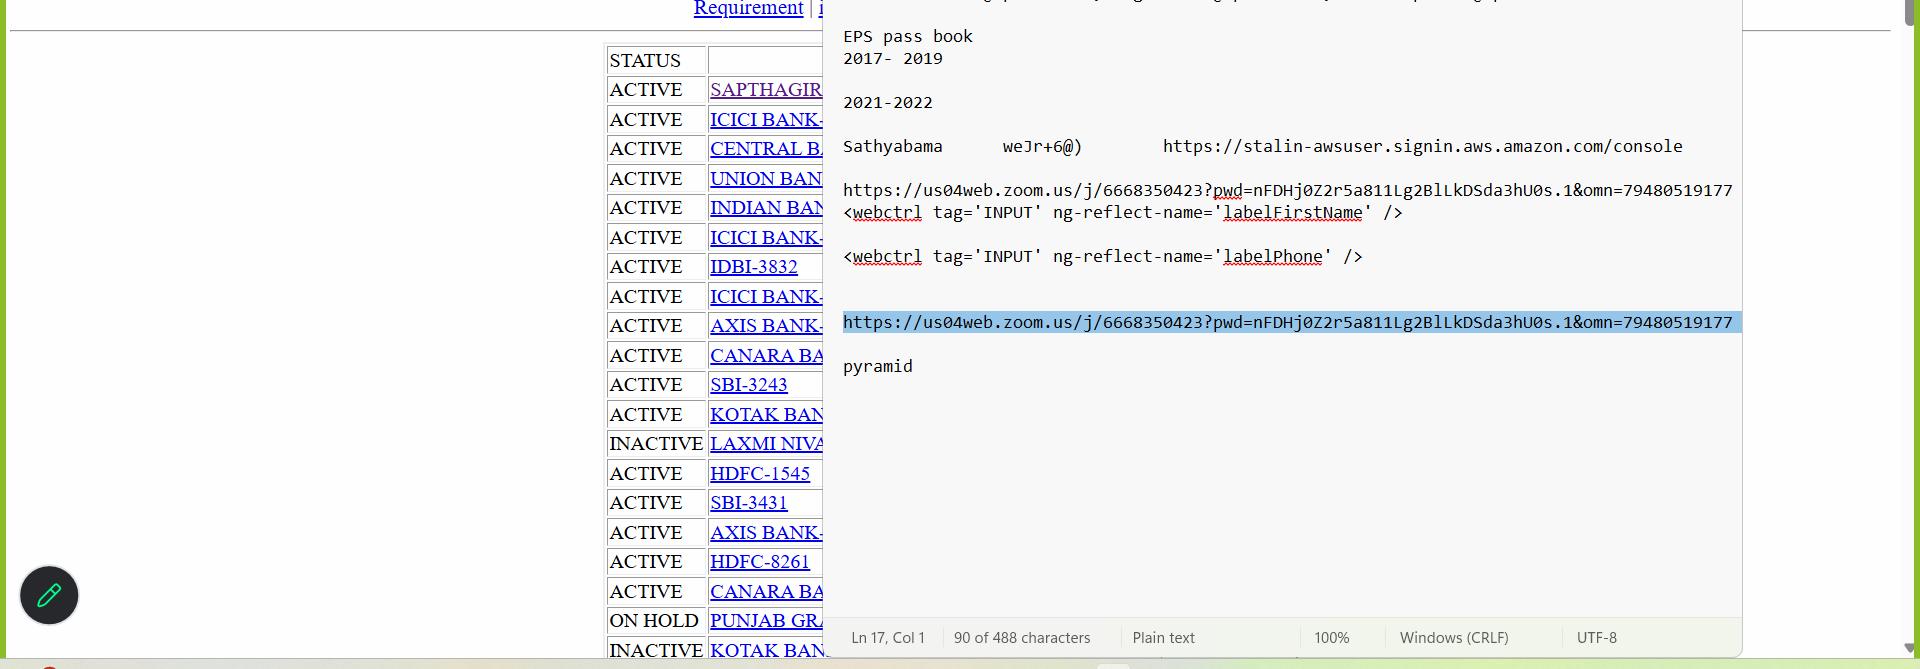 Requirement |
STATUS
ACTIVE SAPTHAGIR
ACTIVE ICICI BANK-
ACTIVE CENTRAL B
ACTIVE UNION BAN
ACTIVE INDIAN BAN
ACTIVE ICICI BANK-
ACTIVE IDBI-3832
ACTIVE ICICI BANK-
ACTIVE AXIS BANK-
ACTIVE CANARA BA
ACTIVE SBI-3243
ACTIVE KOTAK BAN
INACTIVE LAXMI NIVA
ACTIVE HDFC-1545
ACTIVE SBI-3431
ACTIVE AXIS BANK-
ACTIVE HDFC-8261
ACTIVE CANARA BA
ON HOLD PUNJAB GRA
INACTIVE KOTAK BAN
EPS pass book
2017- 2019
2021-2022
Sathyabama weJr+6@) https://stalin-awsuser.signin.aws.amazon.com/console
https://us04web.zoom.us/j/6668350423?pwd=nFDHj0Z2r5a811Lg2BlLkDSda3hU0s.1&omn=79480519177
<webctrl tag='INPUT' ng-reflect-name='labelFirstName' />
<webctrl tag='INPUT' ng-reflect-name='labelPhone' />
https://us04web.zoom.us/j/6668350423?pwd=nFDHj0Z2r5a811Lg2BlLkDSda3hU0s.1&omn=79480519177
pyramid
Ln 17, Col 1 90 of 488 characters Plain text 100% Windows (CRLF) UTF-8